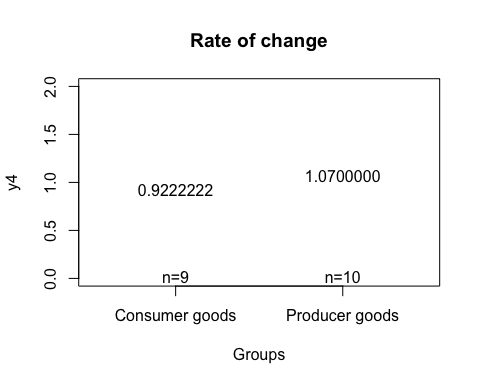 Rate of change
y4
2.0
1.5
1.0
0.5
0.0
0.9222222
1.0700000
n=9
n=10
Consumer goods
Producer goods
Groups